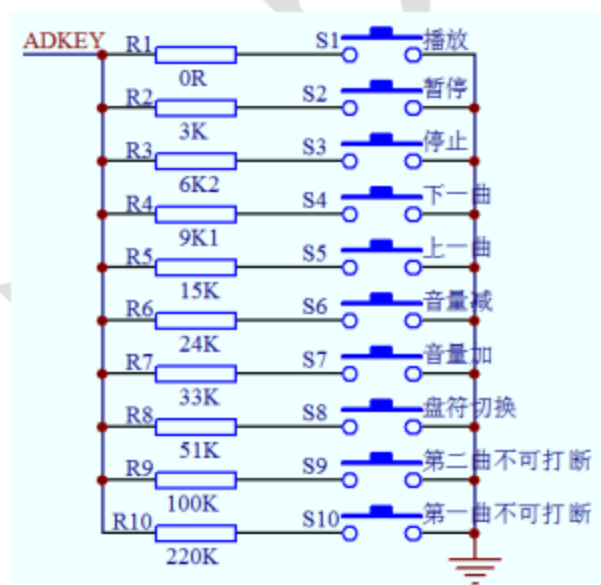 ADKEY R1 0R S1 播放
R2 3K S2 暂停
R3 6K2 S3 停止
R4 9K1 S4 下一曲
R5 15K S5 上一曲
R6 24K S6 音量减
R7 33K S7 音量加
R8 51K S8 盘符切换
R9 100K S9 第二曲不可打断
R10 220K S10 第一曲不可打断